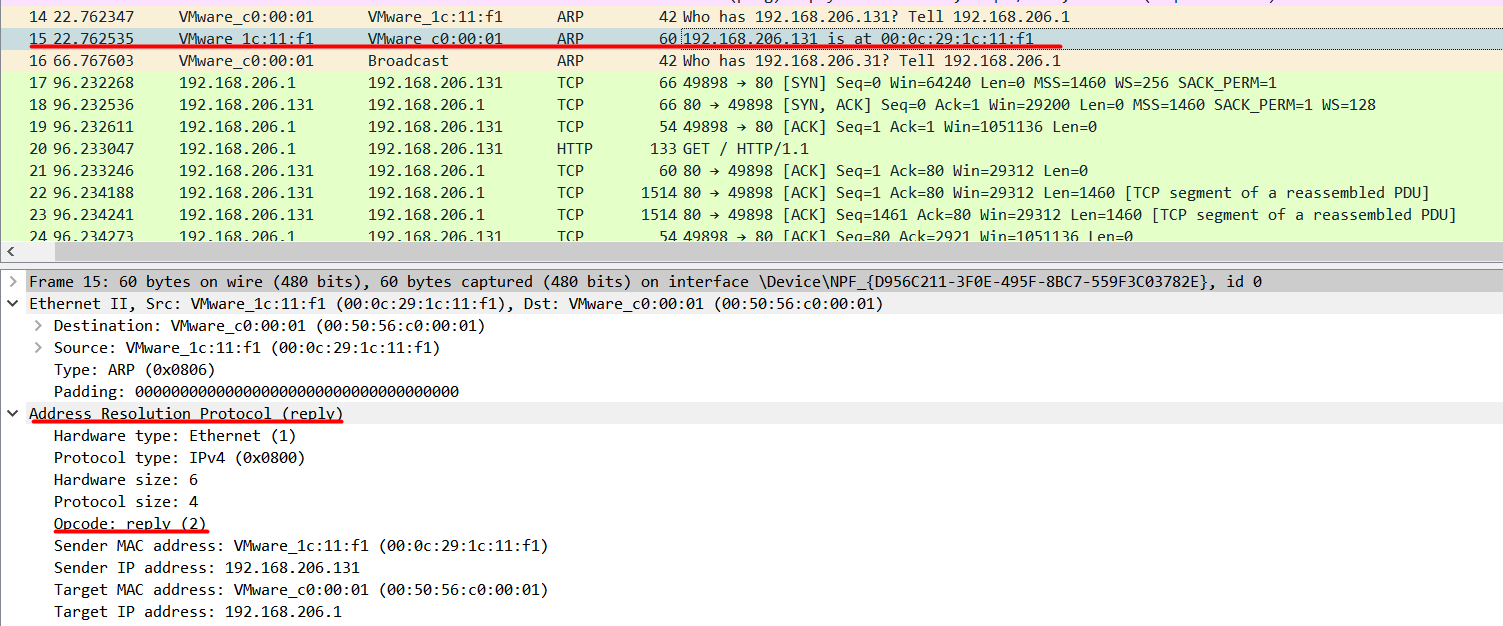 14 22.762347 VMware_c0:00:01 VMware_1c:11:f1 ARP 42 Who has 192.168.206.131? Tell 192.168.206.1
15 22.762535 VMware_1c:11:f1 VMware_c0:00:01 ARP 60 192.168.206.131 is at 00:0c:29:1c:11:f1
16 66.767603 VMware_c0:00:01 Broadcast ARP 42 Who has 192.168.206.31? Tell 192.168.206.1
17 96.232268 192.168.206.1 192.168.206.131 TCP 66 49898 → 80 [SYN] Seq=0 Win=64240 Len=0 MSS=1460 WS=256 SACK_PERM=1
18 96.232536 192.168.206.131 192.168.206.1 TCP 66 80 → 49898 [SYN, ACK] Seq=0 Ack=1 Win=29200 Len=0 MSS=1460 SACK_PERM=1 WS=128
19 96.232611 192.168.206.1 192.168.206.131 TCP 54 49898 → 80 [ACK] Seq=1 Ack=1 Win=1051136 Len=0
20 96.233047 192.168.206.1 192.168.206.131 HTTP 133 GET / HTTP/1.1
21 96.233246 192.168.206.131 192.168.206.1 TCP 60 80 → 49898 [ACK] Seq=1 Ack=80 Win=29312 Len=0
22 96.234188 192.168.206.131 192.168.206.1 TCP 1514 80 → 49898 [ACK] Seq=1 Ack=80 Win=29312 Len=1460 [TCP segment of a reassembled PDU]
23 96.234241 192.168.206.131 192.168.206.1 TCP 1514 80 → 49898 [ACK] Seq=1461 Ack=80 Win=29312 Len=1460 [TCP segment of a reassembled PDU]
24 96.234273 192.168.206.1 192.168.206.131 TCP 54 49898 → 80 [ACK] Seq=80 Ack=2921 Win=1051136 Len=0
Frame 15: 60 bytes on wire (480 bits), 60 bytes captured (480 bits) on interface \Device\NPF_{D956C211-3F0E-495F-8BC7-559F3C03782E}, id 0
Ethernet II, Src: VMware_1c:11:f1 (00:0c:29:1c:11:f1), Dst: VMware_c0:00:01 (00:50:56:c0:00:01)
Destination: VMware_c0:00:01 (00:50:56:c0:00:01)
Source: VMware_1c:11:f1 (00:0c:29:1c:11:f1)
Type: ARP (0x0806)
Padding: 000000000000000000000000000000000000
Address Resolution Protocol (reply)
Hardware type: Ethernet (1)
Protocol type: IPv4 (0x0800)
Hardware size: 6
Protocol size: 4
Opcode: reply (2)
Sender MAC address: VMware_1c:11:f1 (00:0c:29:1c:11:f1)
Sender IP address: 192.168.206.131
Target MAC address: VMware_c0:00:01 (00:50:56:c0:00:01)
Target IP address: 192.168.206.1